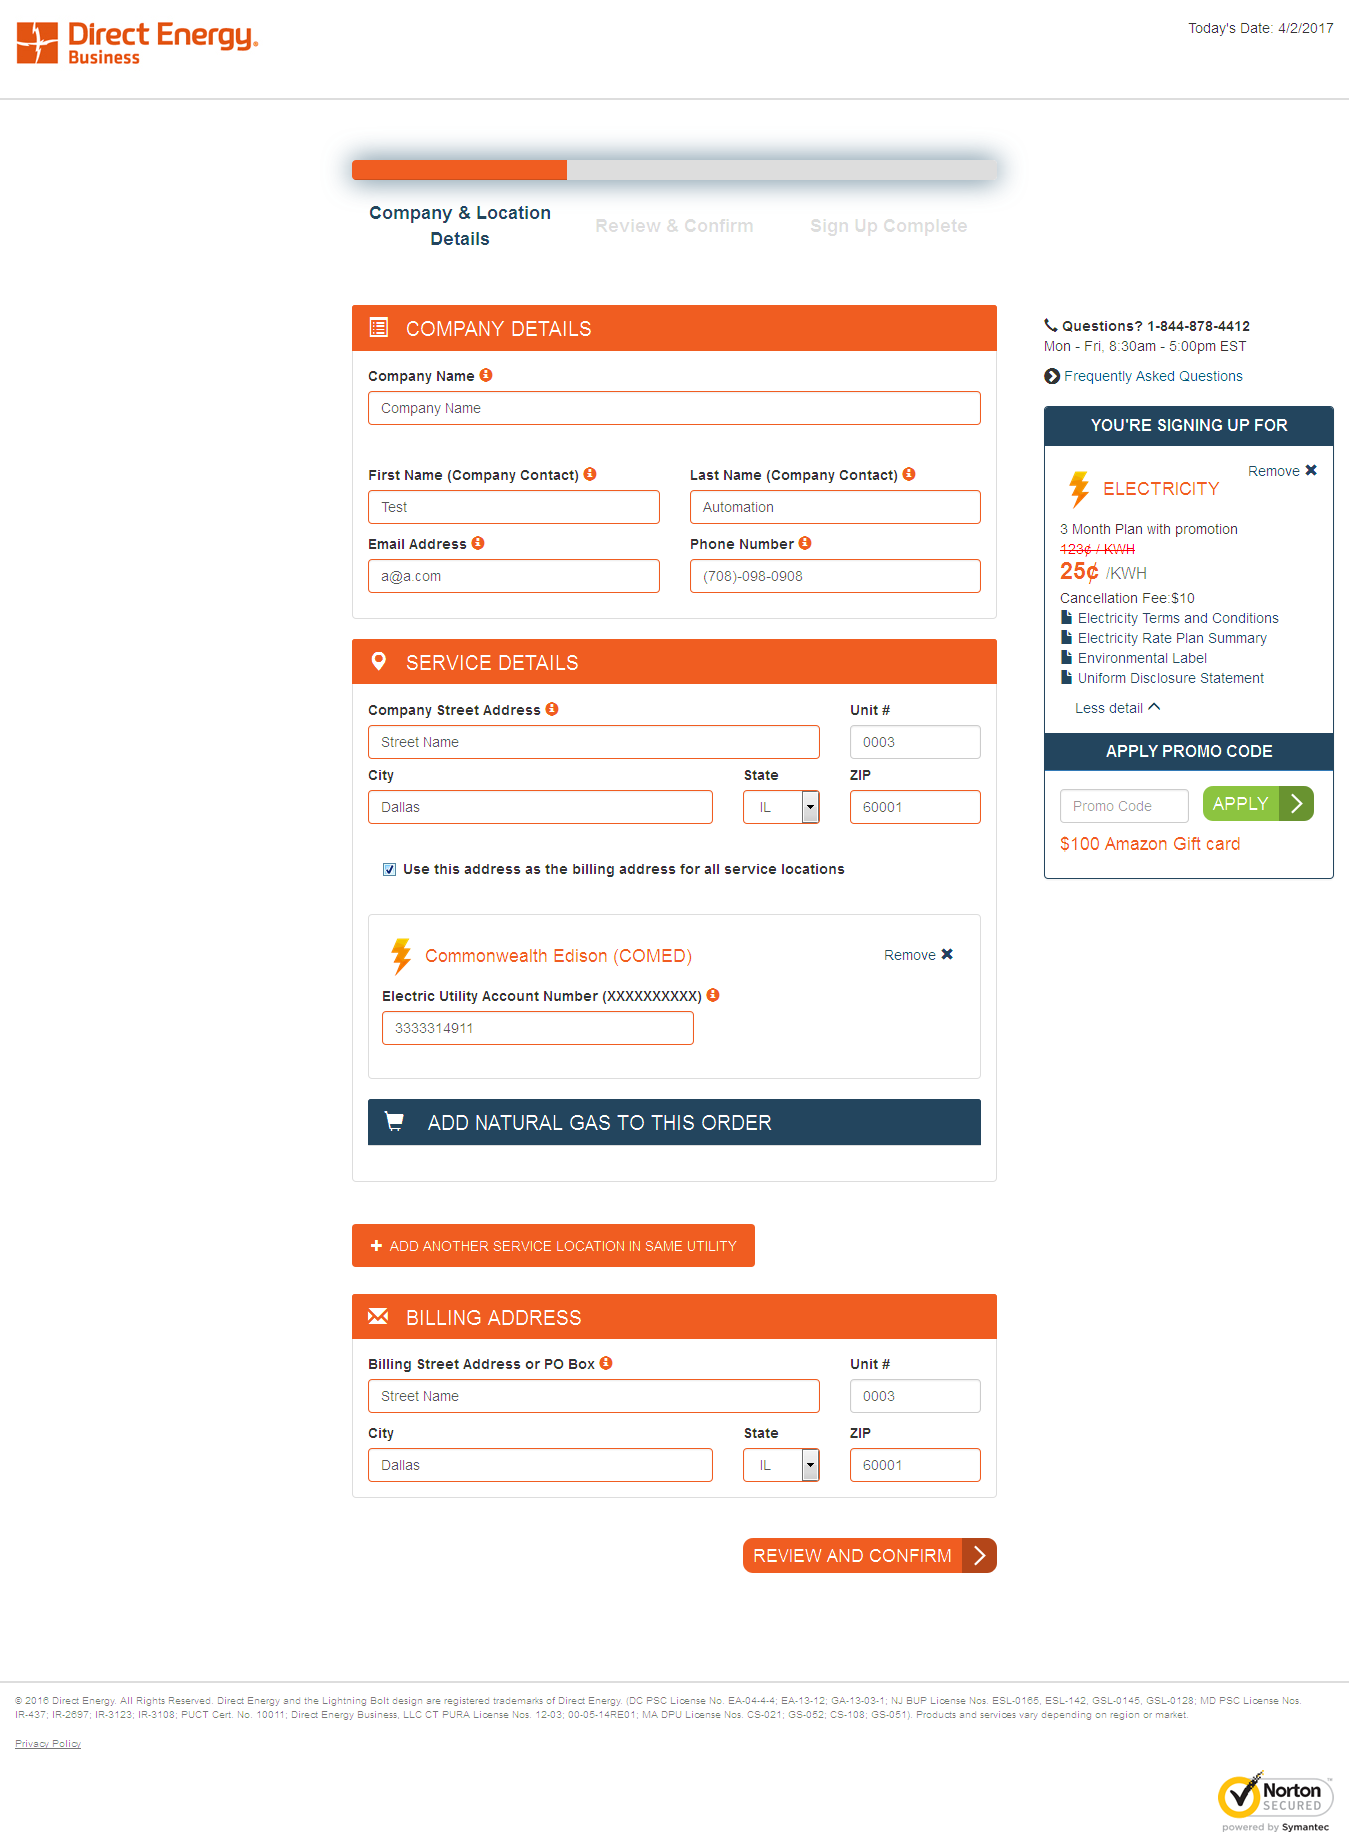 Direct Energy®
Business
Today's Date: 4/2/2017
Company & Location
Details
Review & Confirm
Sign Up Complete
COMPANY DETAILS
Company Name
Company Name
First Name (Company Contact)
Last Name (Company Contact)
Test
Automation
Email Address
Phone Number
a@a.com
(708)-098-0908
SERVICE DETAILS
Company Street Address
Unit #
Street Name
0003
City
State
ZIP
Dallas
IL
60001
Use this address as the billing address for all service locations
Commonwealth Edison (COMED)
Remove
Electric Utility Account Number (XXXXXXXXXX)
3333314911
ADD NATURAL GAS TO THIS ORDER
ADD ANOTHER SERVICE LOCATION IN SAME UTILITY
BILLING ADDRESS
Billing Street Address or PO Box
Unit #
Street Name
0003
City
State
ZIP
Dallas
IL
60001
REVIEW AND CONFIRM
Questions? 1-844-878-4412
Mon - Fri, 8:30am - 5:00pm EST
Frequently Asked Questions
YOU'RE SIGNING UP FOR
Remove
ELECTRICITY
3 Month Plan with promotion
123¢ / KWH
25¢ /KWH
Cancellation Fee:$10
Electricity Terms and Conditions
Electricity Rate Plan Summary
Environmental Label
Uniform Disclosure Statement
Less detail
APPLY PROMO CODE
Promo Code
APPLY
$100 Amazon Gift card
© 2016 Direct Energy. All Rights Reserved. Direct Energy and the Lightning Bolt design are registered trademarks of Direct Energy. (DC PSC License No. EA-04-4-4; EA-13-12; GA-13-03-1; NJ BUP License Nos. ESL-0165, ESL-142, GSL-0145, GSL-0128; MD PSC License Nos.
IR-437; IR-2697; IR-3123; IR-3108; PUCT Cert. No. 10011; Direct Energy Business, LLC CT PURA License Nos. 12-03; 00-05-14RE01; MA DPU License Nos. CS-021; GS-052; CS-108; GS-051). Products and services vary depending on region or market.
Privacy Policy
Norton™
SECURED
powered by Symantec